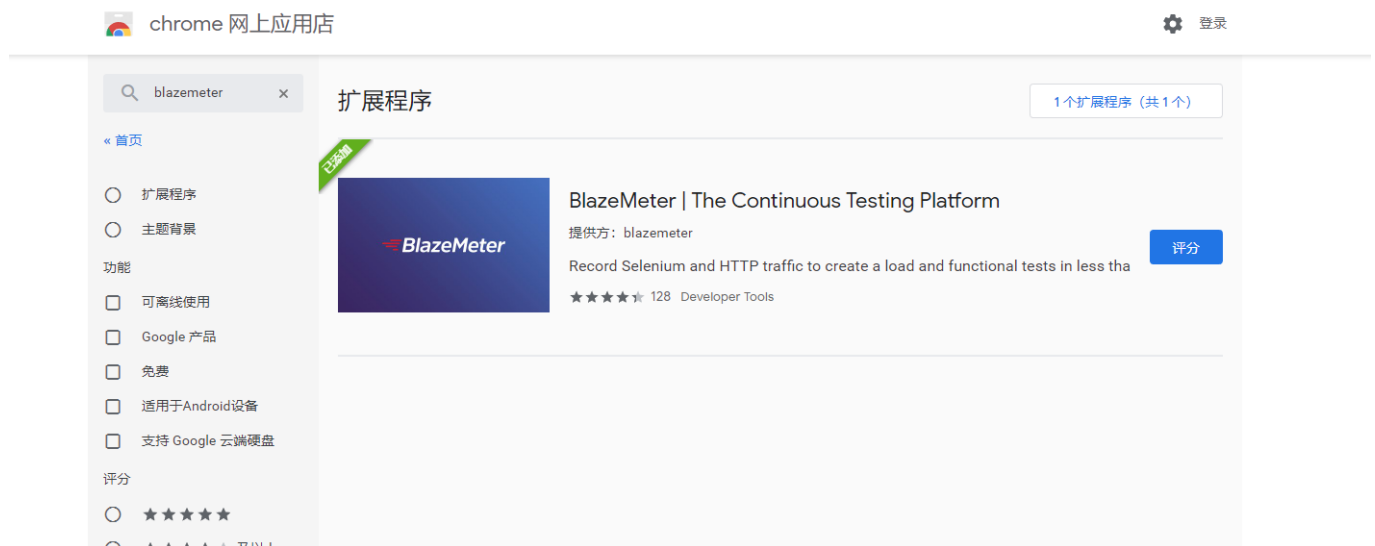 chrome 网上应用店
登录
blazemeter
« 首页
扩展程序
主题背景
功能
可离线使用
Google 产品
免费
适用于Android设备
支持 Google 云端硬盘
评分
扩展程序
1 个扩展程序（共 1 个）
已添加
BlazeMeter
BlazeMeter | The Continuous Testing Platform
提供方：blazemeter
Record Selenium and HTTP traffic to create a load and functional tests in less tha
128 Developer Tools
评分